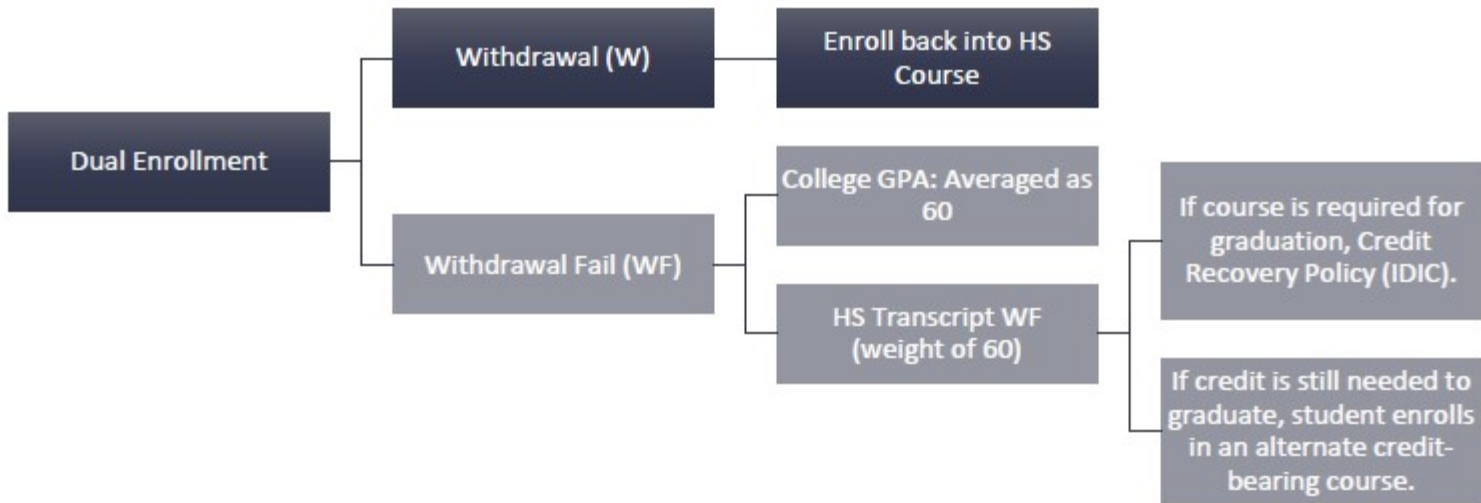 Dual Enrollment
Withdrawal (W)
Enroll back into HS
Course
Withdrawal Fail (WF)
College GPA: Averaged as
60
HS Transcript WF
(weight of 60)
If course is required for
graduation, Credit
Recovery Policy (IDIC).
If credit is still needed to
graduate, student enrolls
in an alternate credit-
bearing course.